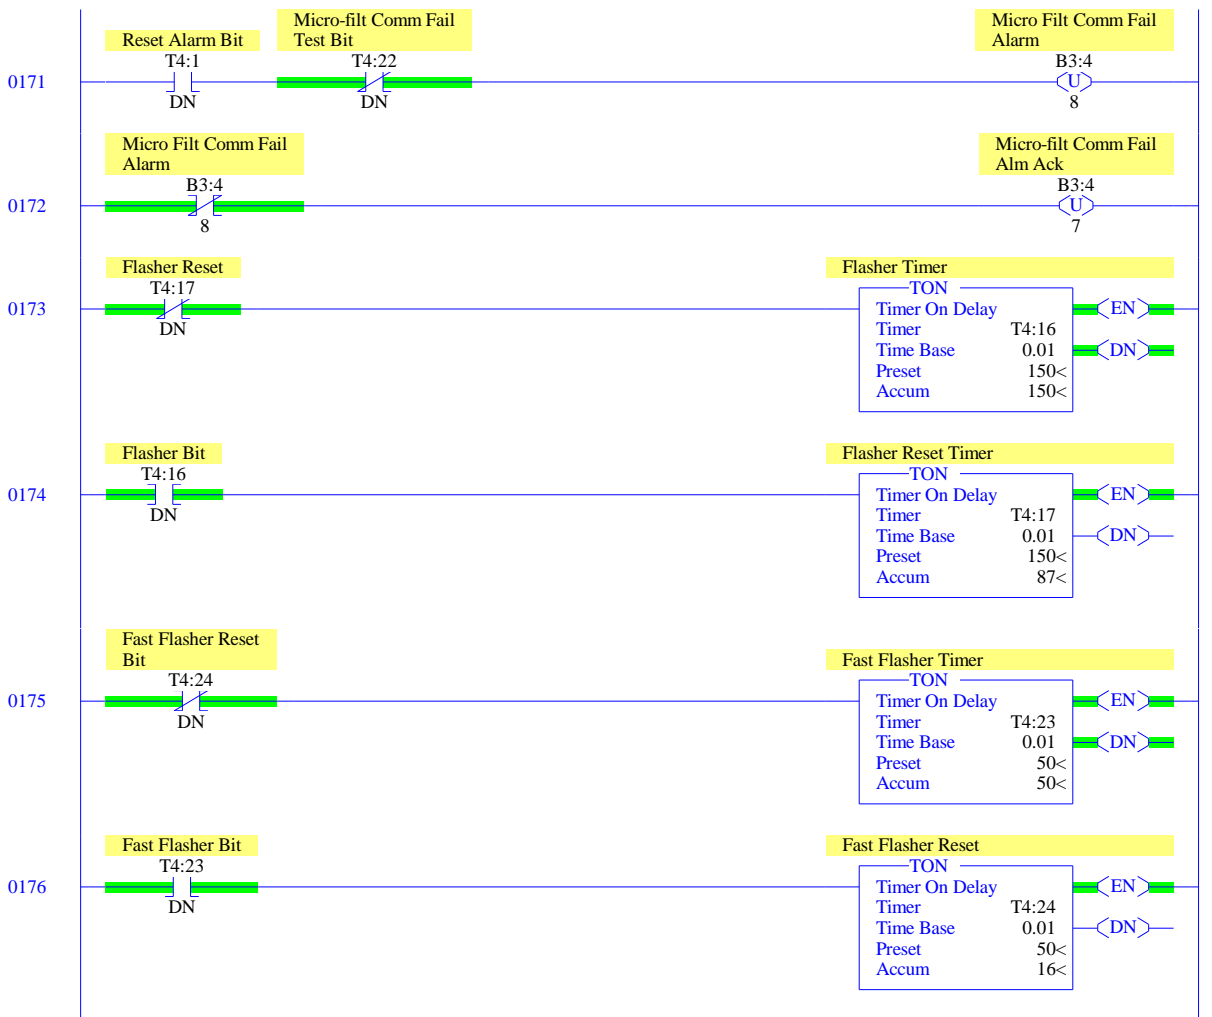 Micro-filt Comm Fail
Micro Filt Comm Fail
Reset Alarm Bit
Test Bit
Alarm
T4:1
T4:22
B3:4
0171
U
DN
DN
8
Micro Filt Comm Fail
Micro-filt Comm Fail
Alarm
Alm Ack
B3:4
B3:4
0172
U
8
7
Flasher Reset
Flasher Timer
T4:17
TON
0173
Timer On Delay
EN
DN
Timer T4:16
Time Base 0.01
DN
Preset 150<
Accum 150<
Flasher Bit
Flasher Reset Timer
T4:16
TON
0174
Timer On Delay
EN
DN
Timer T4:17
Time Base 0.01
DN
Preset 150<
Accum 87<
Fast Flasher Reset
Bit
Fast Flasher Timer
T4:24
TON
0175
Timer On Delay
EN
DN
Timer T4:23
Time Base 0.01
DN
Preset 50<
Accum 50<
Fast Flasher Bit
Fast Flasher Reset
T4:23
TON
0176
Timer On Delay
EN
DN
Timer T4:24
Time Base 0.01
DN
Preset 50<
Accum 16<